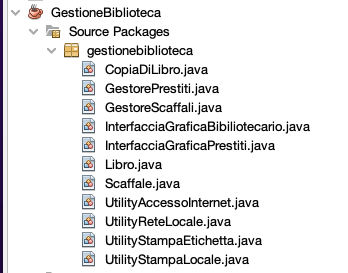 GestioneBiblioteca
Source Packages
gestionebiblioteca
CopiaDiLibro.java
GestorePrestiti.java
GestoreScaffali.java
InterfacciaGraficaBibiliotecario.java
InterfacciaGraficaPrestiti.java
Libro.java
Scaffale.java
UtilityAccessoInternet.java
UtilityReteLocale.java
UtilityStampaEtichetta.java
UtilityStampaLocale.java